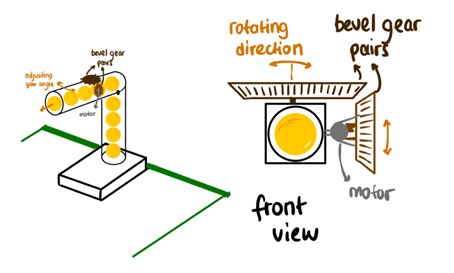 bevel gear
pairs
adjusting
yaw angle
motor
rotating
direction
bevel gear
pairs
motor
front
view